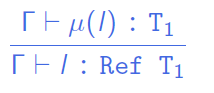 Γ ⊢ μ(l) : T₁
Γ ⊢ l : Ref T₁